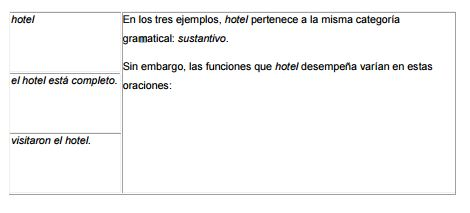 hotel
el hotel está completo.
visitaron el hotel.
En los tres ejemplos, hotel pertenece a la misma categoría
gramatical: sustantivo.
Sin embargo, las funciones que hotel desempeña varían en estas
oraciones: